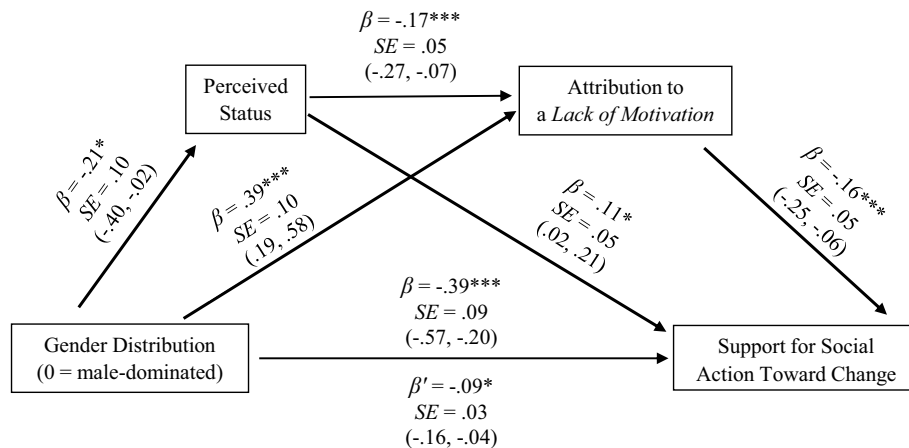 β = -.17***
SE = .05
(-.27, -.07)
Perceived
Status
Attribution to
a Lack of Motivation
β = -.21*
SE = .10
(-.40, -.02)
β = .39***
SE = .10
(.19, .58)
β = .11*
SE = .05
(.02, .21)
β = -.16***
SE = .05
(-.25, -.06)
β = -.39***
SE = .09
(-.57, -.20)
Gender Distribution
(0 = male-dominated)
Support for Social
Action Toward Change
β′ = -.09*
SE = .03
(-.16, -.04)